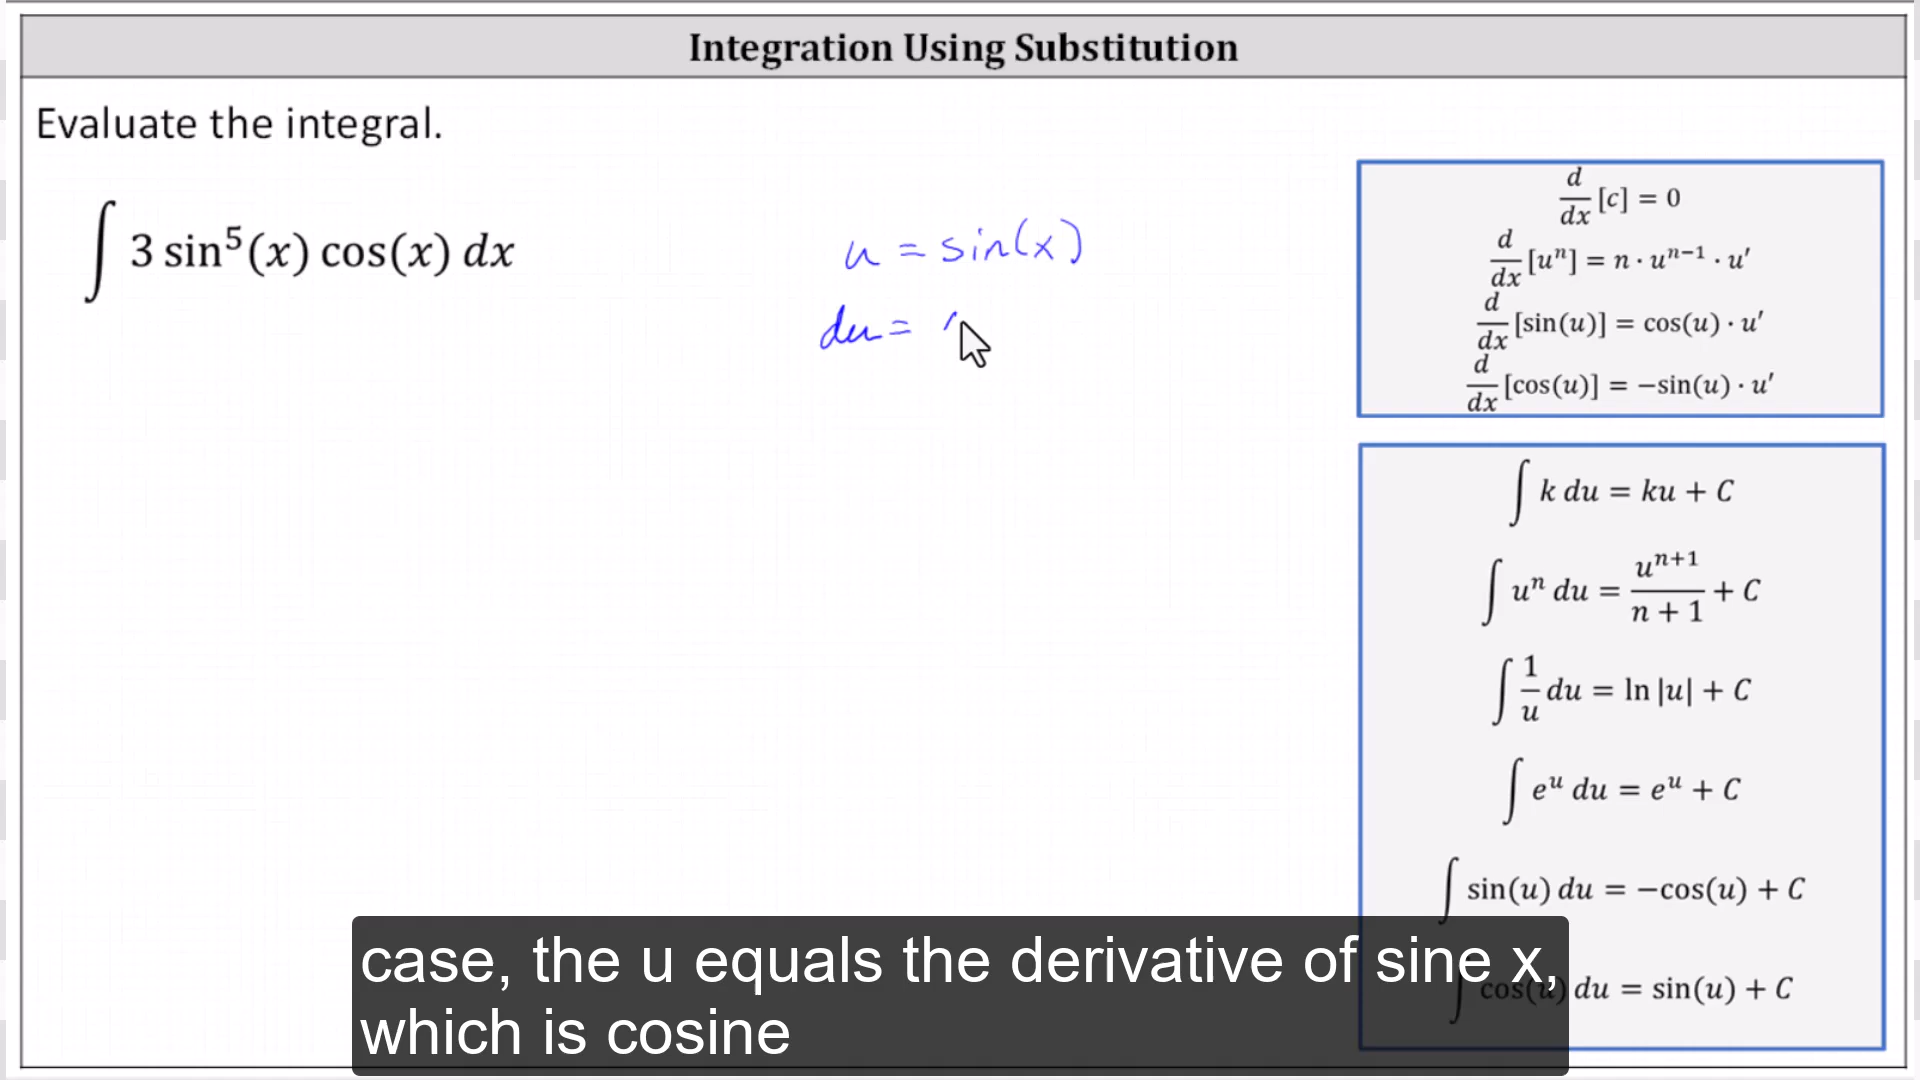 Integration Using Substitution
Evaluate the integral.
∫ 3 sin⁵(x) cos(x) dx
u = sin(x)
du =
d/dx [c] = 0
d/dx [uⁿ] = n · uⁿ⁻¹ · u′
d/dx [sin(u)] = cos(u) · u′
d/dx [cos(u)] = −sin(u) · u′
∫ k du = ku + C
∫ uⁿ du = uⁿ⁺¹/(n + 1) + C
∫ 1/u du = ln |u| + C
∫ eᵘ du = eᵘ + C
∫ sin(u) du = −cos(u) + C
∫ cos(u) du = sin(u) + C
case, the u equals the derivative of sine x,
which is cosine